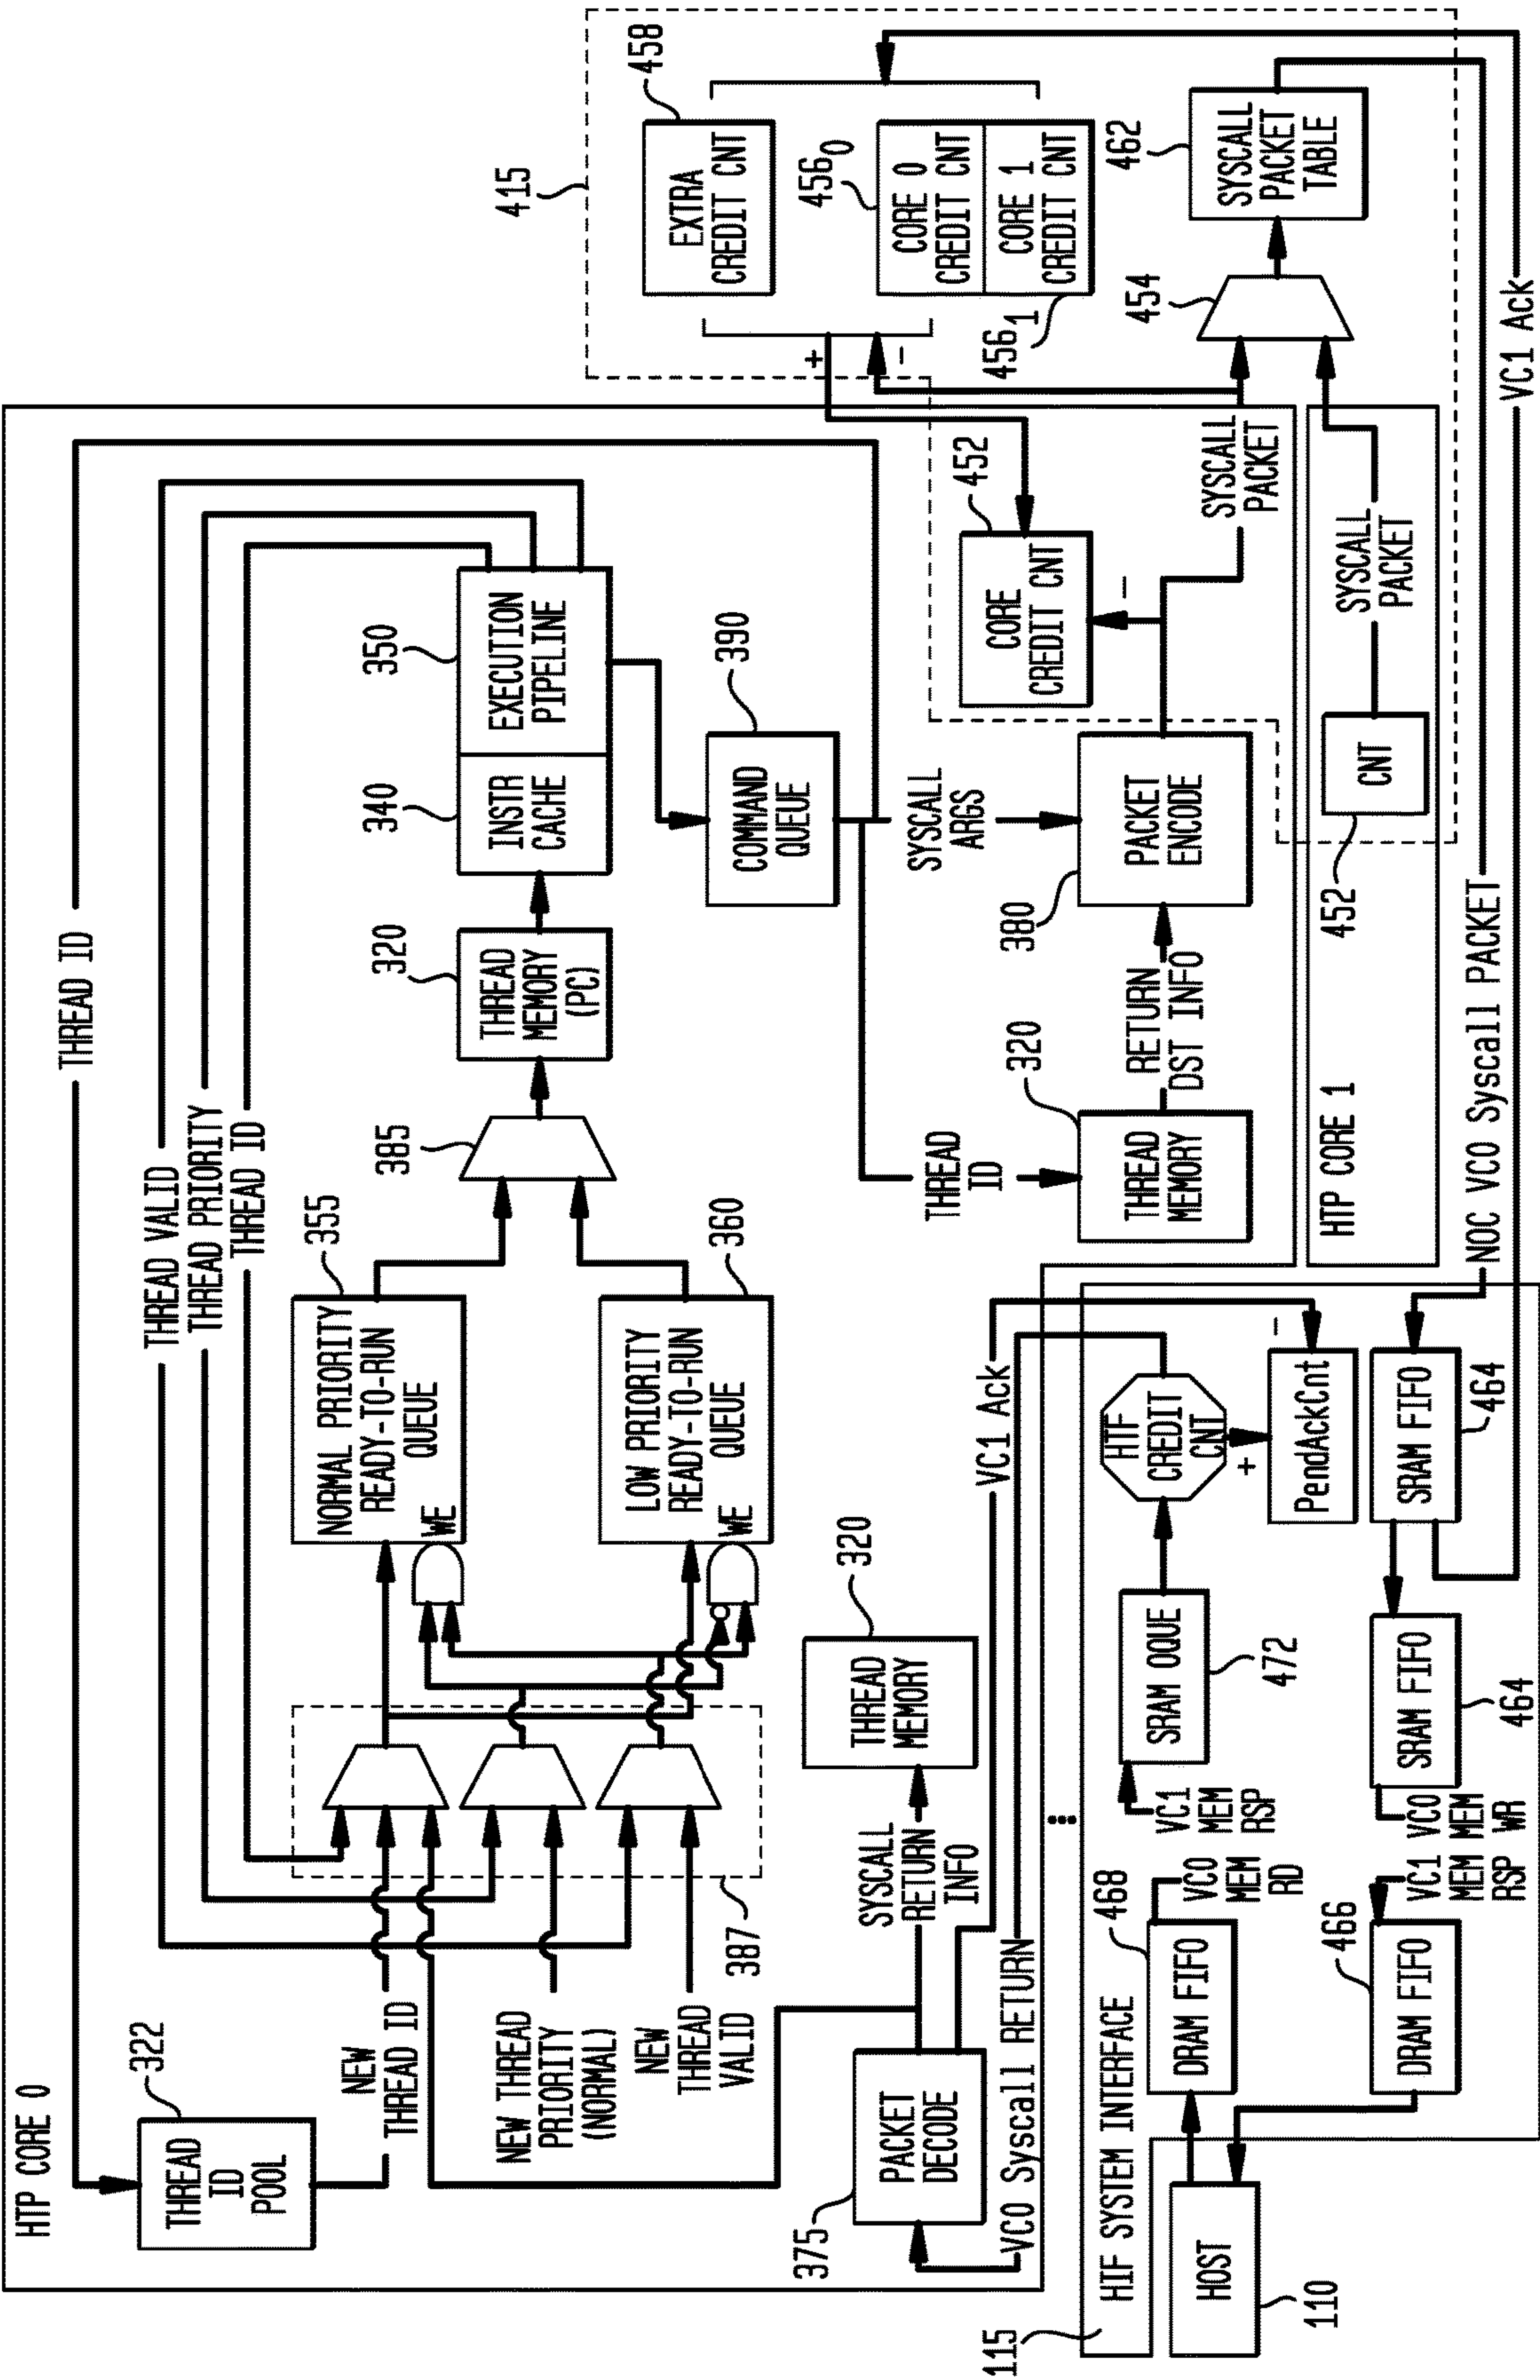 HTP CORE 0
THREAD ID
THREAD VALID
THREAD PRIORITY
THREAD ID
322
THREAD
ID
POOL
NEW
THREAD ID
NEW THREAD
PRIORITY
(NORMAL)
NEW
THREAD
VALID
387
355
NORMAL PRIORITY
READY-TO-RUN
QUEUE
WE
360
LOW PRIORITY
READY-TO-RUN
QUEUE
WE
385
320
THREAD
MEMORY
(PC)
340
INSTR
CACHE
350
EXECUTION
PIPELINE
390
COMMAND
QUEUE
375
PACKET
DECODE
SYSCALL
RETURN
INFO
320
THREAD
MEMORY
THREAD
ID
320
THREAD
MEMORY
RETURN
DST INFO
SYSCALL
ARGS
380
PACKET
ENCODE
452
CORE
CREDIT CNT
−
SYSCALL
PACKET
415
458
EXTRA
CREDIT CNT
456₀
CORE 0
CREDIT CNT
CORE 1
CREDIT CNT
456₁
+
−
454
462
SYSCALL
PACKET
TABLE
HTP CORE 1
452
CNT
SYSCALL
PACKET
VC0 Syscall RETURN
VC1 Ack
...
NOC VC0 Syscall PACKET
VC1 Ack
115
HIF SYSTEM INTERFACE
HOST
110
468
DRAM FIFO
VC0
MEM
RD
VC1
MEM
RSP
SRAM OQUE
472
HTF
CREDIT
CNT
+
−
PendAckCnt
466
DRAM FIFO
VC1
MEM
RSP
VC0
MEM
WR
SRAM FIFO
464
SRAM FIFO
464